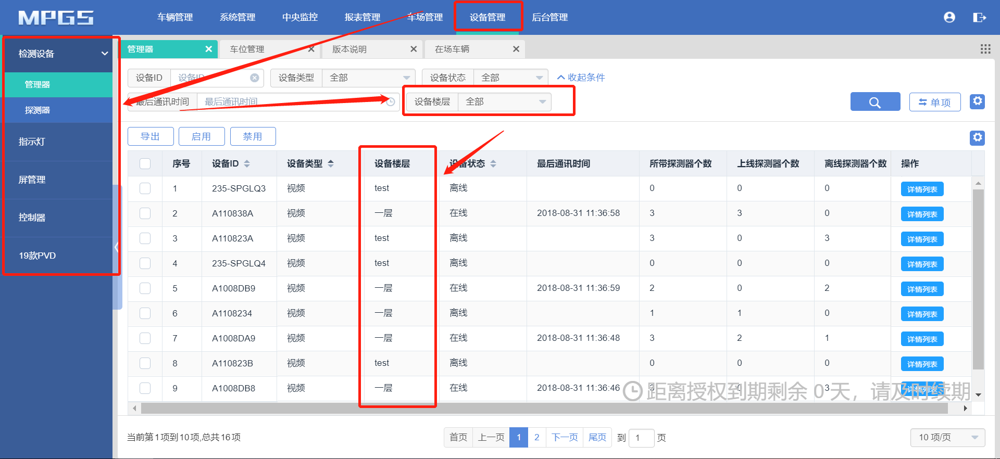 MPGS
车辆管理 系统管理 中央监控 报表管理 车场管理 设备管理 后台管理
检测设备
管理器
探测器
指示灯
屏管理
控制器
19款PVD
管理器 车位管理 版本说明 在场车辆
设备ID 设备ID 设备类型 全部 设备状态 全部 收起条件
最后通讯时间 最后通讯时间 设备楼层 全部 单项
导出 启用 禁用
序号 设备ID 设备类型 设备楼层 设备状态 最后通讯时间 所带探测器个数 上线探测器个数 离线探测器个数 操作
1 235-SPGLQ3 视频 test 离线 0 0 0 详情列表
2 A110838A 视频 一层 在线 2018-08-31 11:36:58 3 3 0 详情列表
3 A110823A 视频 test 离线 3 0 3 详情列表
4 235-SPGLQ4 视频 test 离线 0 0 0 详情列表
5 A1008DB9 视频 一层 在线 2018-08-31 11:36:59 2 0 2 详情列表
6 A1108234 视频 一层 离线 1 1 0 详情列表
7 A1008DA9 视频 一层 在线 2018-08-31 11:36:48 3 2 1 详情列表
8 A110823B 视频 test 离线 0 0 0 详情列表
9 A1008DB8 视频 一层 在线 2018-08-31 11:36:46 3 0 3 详情列表
距离授权到期剩余 0 天，请及时续期
当前第1项到10项,总共16项 首页 上一页 1 2 下一页 尾页 到 1 页 10 项/页